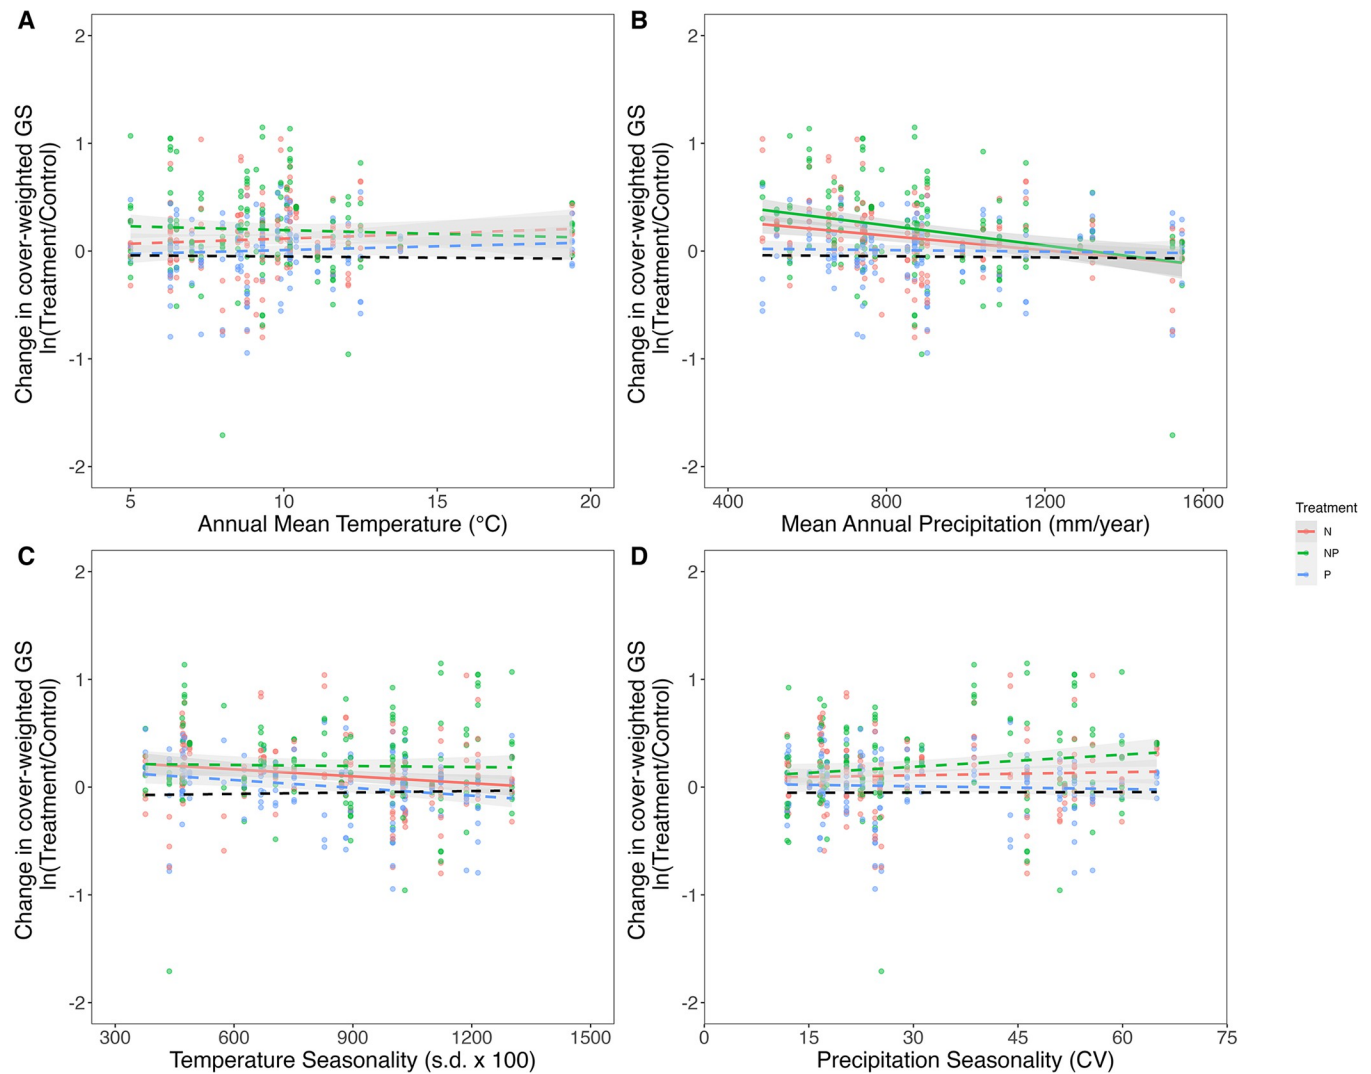 A
2
1
0
-1
-2
Change in cover-weighted GS
ln(Treatment/Control)
5
10
15
20
Annual Mean Temperature (°C)
B
2
1
0
-1
-2
Change in cover-weighted GS
ln(Treatment/Control)
400
800
1200
1600
Mean Annual Precipitation (mm/year)
Treatment
N
NP
P
C
2
1
0
-1
-2
Change in cover-weighted GS
ln(Treatment/Control)
300
600
900
1200
1500
Temperature Seasonality (s.d. x 100)
D
2
1
0
-1
-2
Change in cover-weighted GS
ln(Treatment/Control)
0
15
30
45
60
75
Precipitation Seasonality (CV)